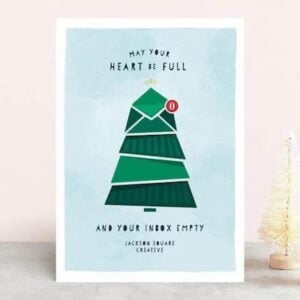 MAY YOUR
HEART BE FULL
0
AND YOUR INBOX EMPTY
JACKSON SQUARE
CREATIVE